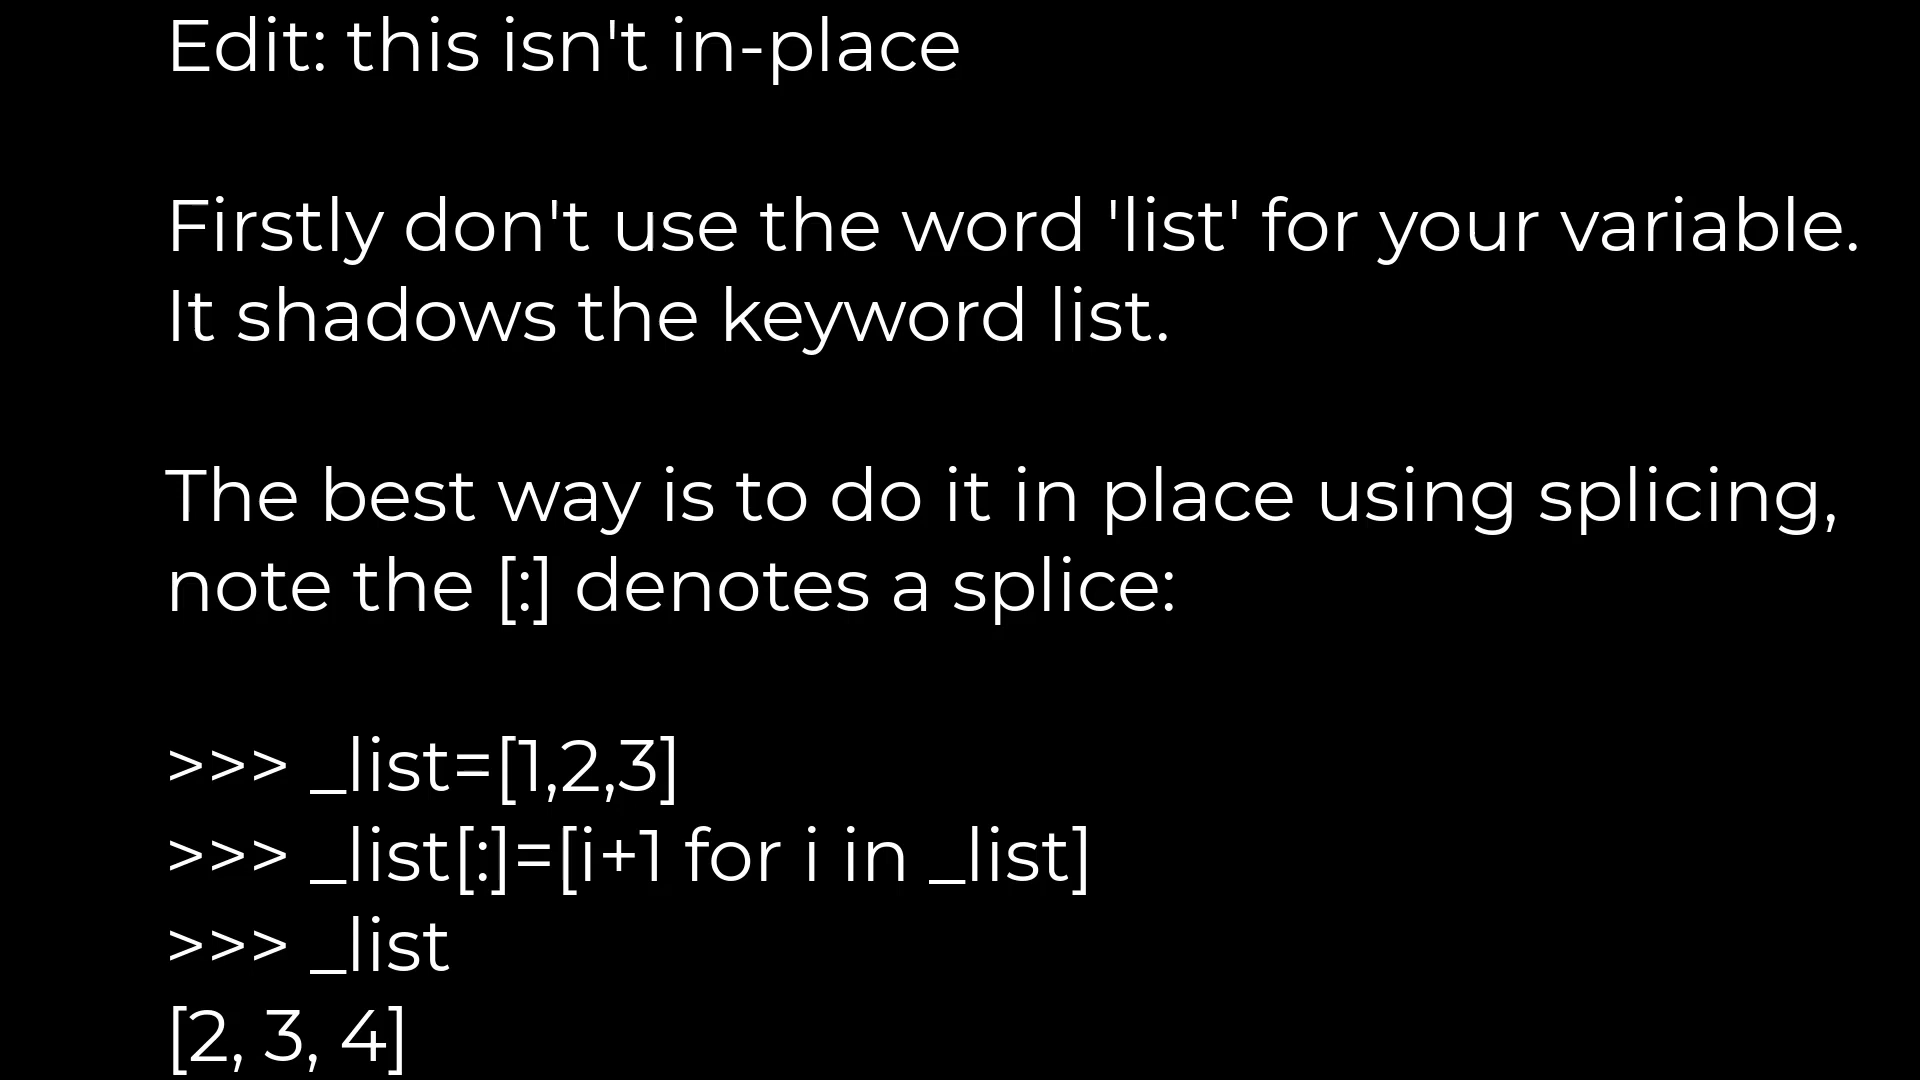 Edit: this isn't in-place
Firstly don't use the word 'list' for your variable.
It shadows the keyword list.
The best way is to do it in place using splicing,
note the [:] denotes a splice:
>>> _list=[1,2,3]
>>> _list[:]=[i+1 for i in _list]
>>> _list
[2, 3, 4]